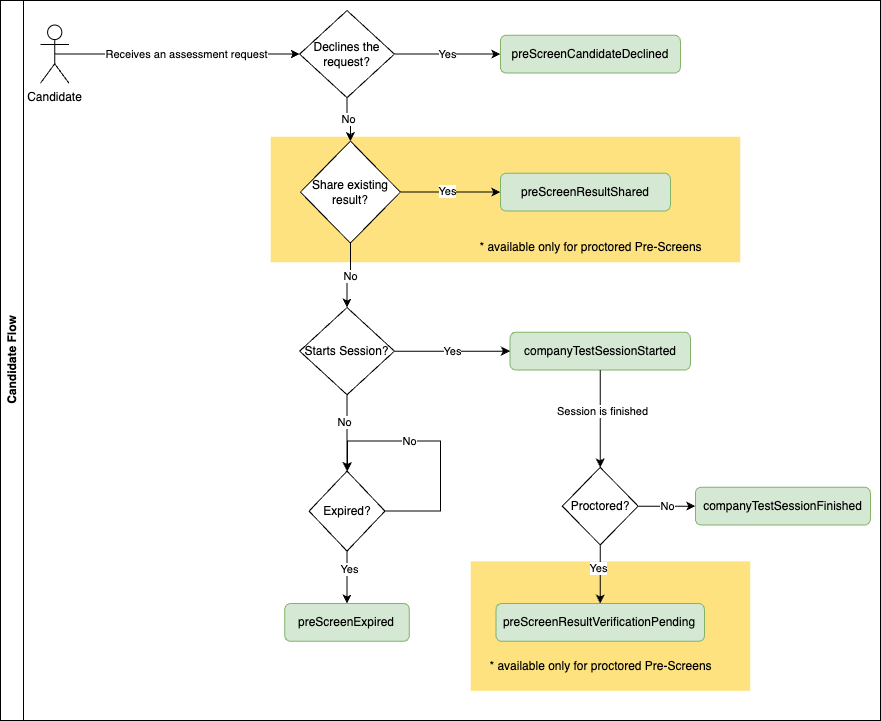 Candidate Flow
Candidate
Receives an assessment request
Declines the
request?
Yes
preScreenCandidateDeclined
No
Share existing
result?
Yes
preScreenResultShared
* available only for proctored Pre-Screens
No
Starts Session?
Yes
companyTestSessionStarted
No
Session is finished
No
Expired?
Proctored?
No
companyTestSessionFinished
Yes
Yes
preScreenExpired
preScreenResultVerificationPending
* available only for proctored Pre-Screens